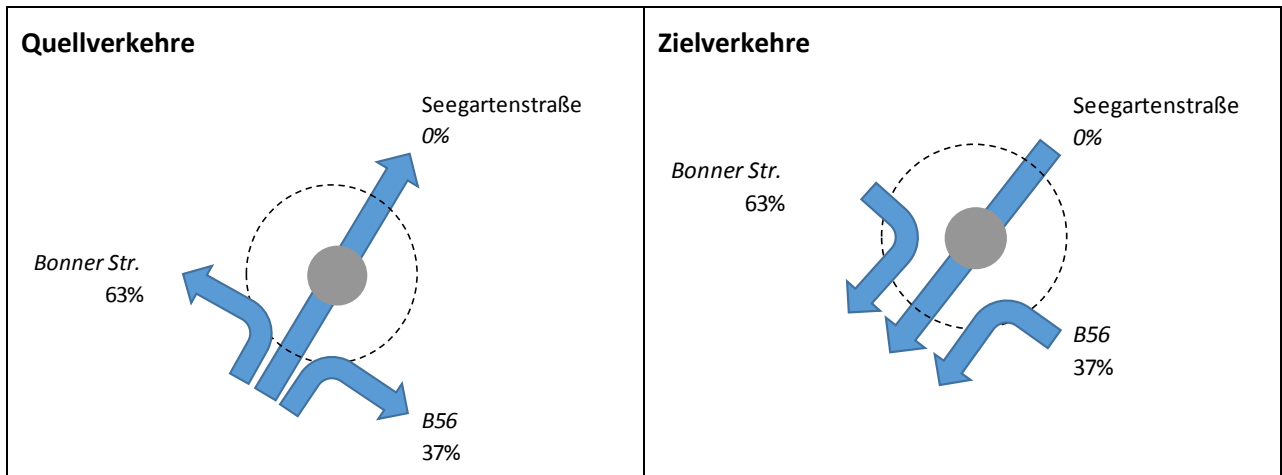 Quellverkehre
Seegartenstraße
0%
Bonner Str.
63%
B56
37%
Zielverkehre
Seegartenstraße
0%
Bonner Str.
63%
B56
37%